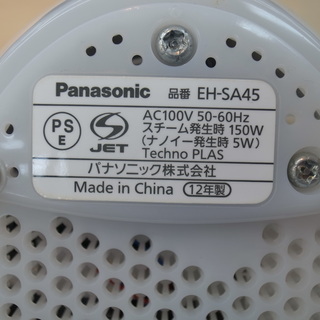 Panasonic 品番 EH-SA45
PS
E
JET
AC100V 50-60Hz
スチーム発生時 150W
(ナノイー発生時 5W)
Techno PLAS
パナソニック株式会社
Made in China 12年製